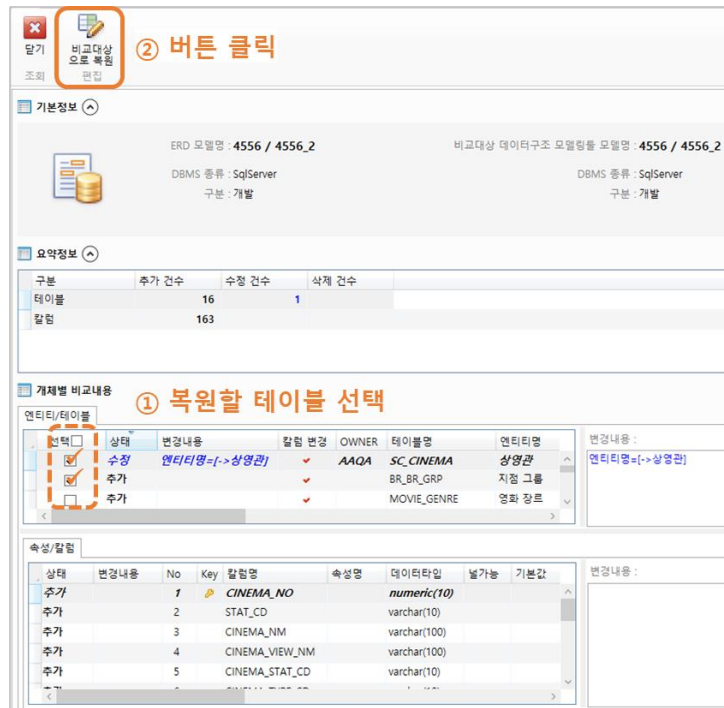 닫기
비교대상
으로 복원
② 버튼 클릭
조회
편집
기본정보
ERD 모델명 : 4556 / 4556_2
비교대상 데이터구조 모델링툴 모델명 : 4556 / 4556_2
DBMS 종류 : SqlServer
DBMS 종류 : SqlServer
구분 : 개발
구분 : 개발
요약정보
구분 추가 건수 수정 건수 삭제 건수
테이블 16 1
칼럼 163
개체별 비교내용
① 복원할 테이블 선택
엔티티/테이블
선택 상태 변경내용 칼럼 변경 OWNER 테이블명 엔티티명
수정 엔티티명=[->상영관] AAQA SC_CINEMA 상영관
추가 BR_BR_GRP 지점 그룹
추가 MOVIE_GENRE 영화 장르
변경내용 :
엔티티명=[->상영관]
속성/칼럼
상태 변경내용 No Key 칼럼명 속성명 데이터타입 널가능 기본값
추가 1 CINEMA_NO numeric(10)
추가 2 STAT_CD varchar(10)
추가 3 CINEMA_NM varchar(100)
추가 4 CINEMA_VIEW_NM varchar(100)
추가 5 CINEMA_STAT_CD varchar(10)
변경내용 :